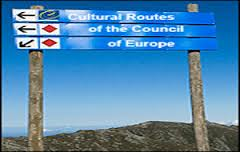 Cultural Routes
of the Council
of Europe